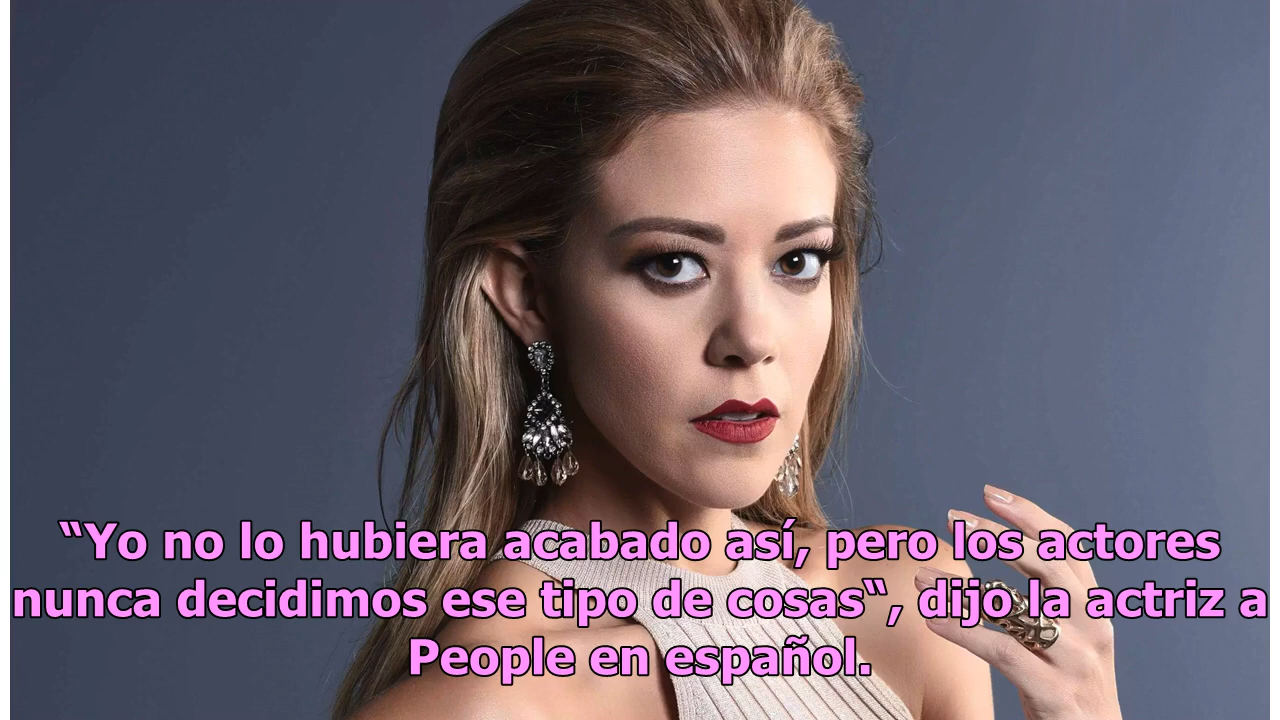 “Yo no lo hubiera acabado así, pero los actores
nunca decidimos ese tipo de cosas“, dijo la actriz a
People en español.